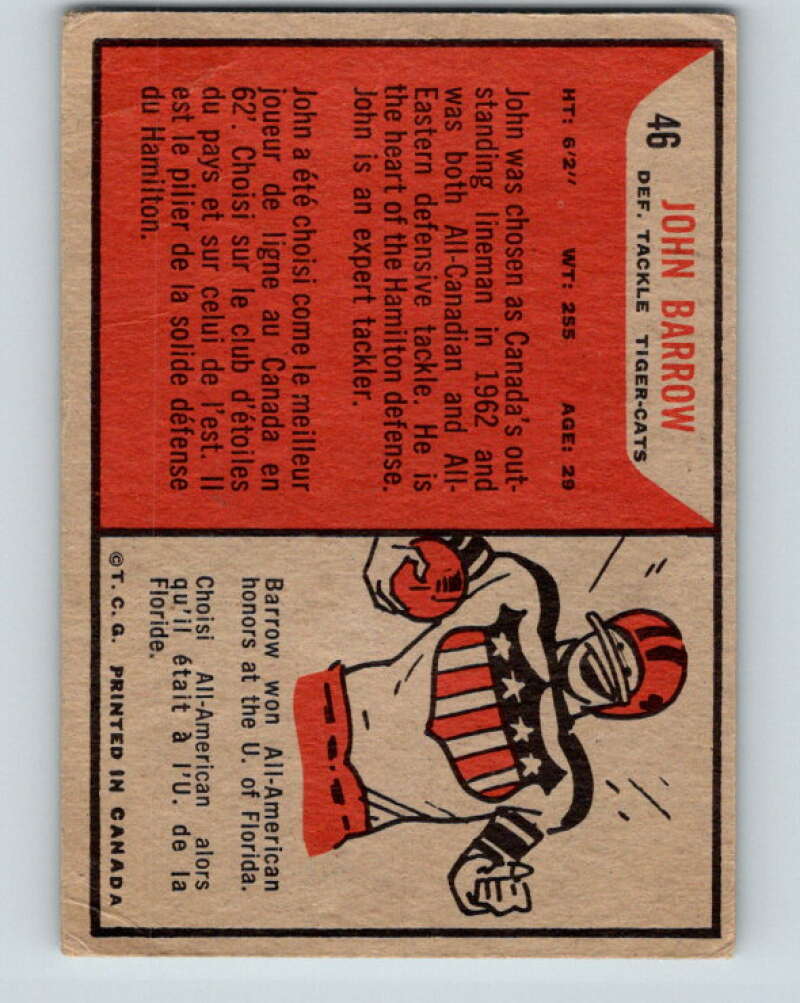 46 JOHN BARROW
DEF. TACKLE TIGER-CATS
HT: 6'2" WT: 255 AGE: 29
John was chosen as Canada's out-
standing lineman in 1962 and
was both All-Canadian and All-
Eastern defensive tackle. He is
the heart of the Hamilton defense.
John is an expert tackler.
John a été choisi come le meilleur
joueur de ligne au Canada en
62'. Choisi sur le club d'étoiles
du pays et sur celui de l'est. Il
est le pilier de la solide défense
du Hamilton.
Barrow won All-American
honors at the U. of Florida.
Choisi All-American alors
qu'il était à l'U. de la
Floride.
©T.C.G. PRINTED IN CANADA